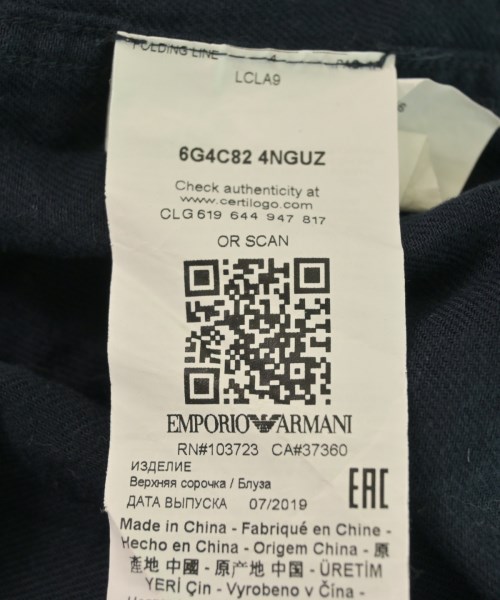 FOLDING LINE
LCLA9
6G4C82 4NGUZ
Check authenticity at
www.certilogo.com
CLG 619 644 947 817
OR SCAN
EMPORIO ARMANI
RN#103723 CA#37360
ИЗДЕЛИЕ
Верхняя сорочка / Блуза
ДАТА ВЫПУСКА 07/2019
EAC
Made in China - Fabriqué en Chine -
Hecho en China - Origem China - 原
產地 中國 - 原产地 中国 - ÜRETİM
YERİ Çin - Vyrobeno v Čína -